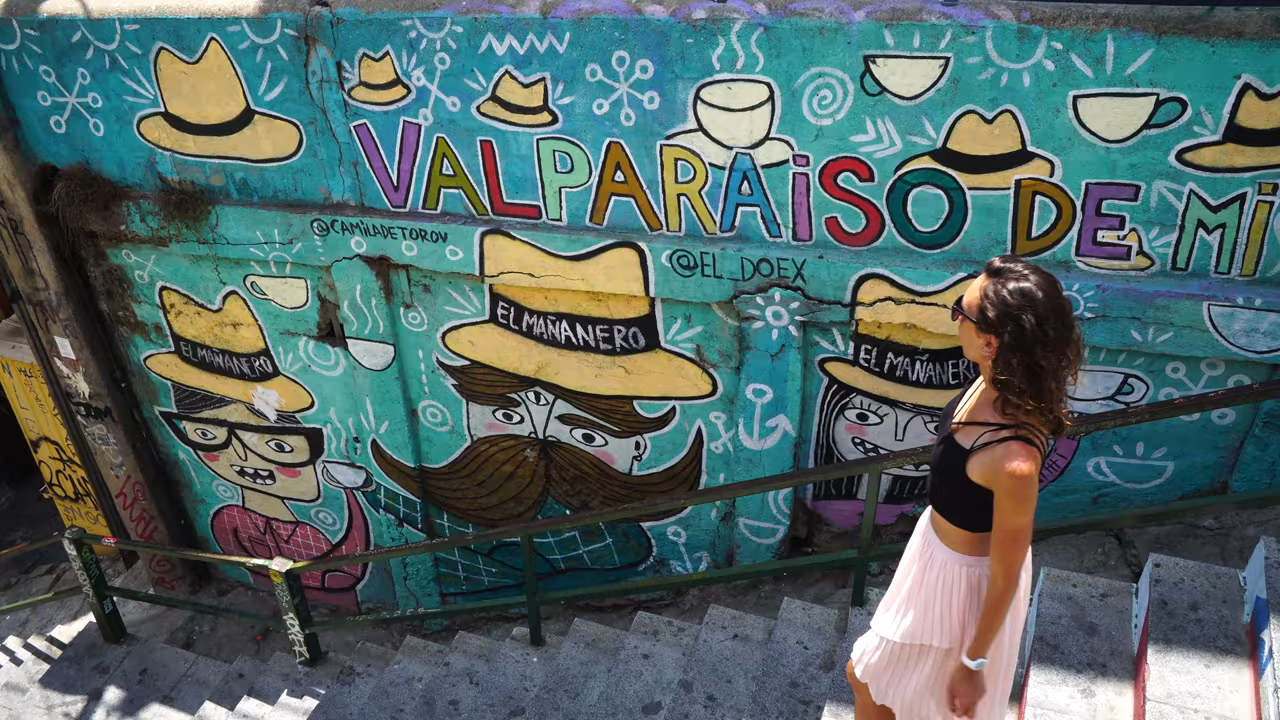 VALPARAiSO DE Mi
@CAMiLADETOROV
@EL_DOEX
EL MAÑANERO
EL MAÑANERO
EL MAÑANERO